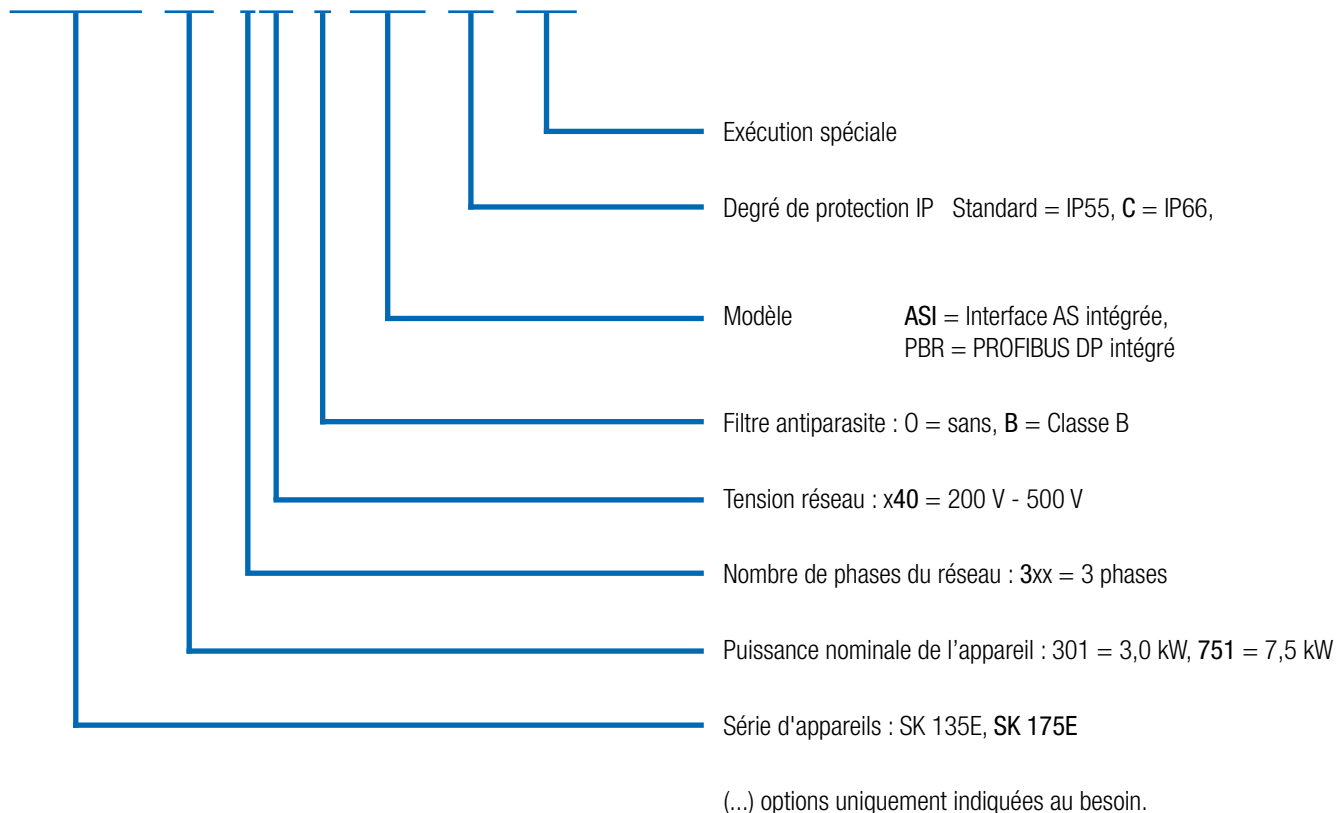 Exécution spéciale
Degré de protection IP Standard = IP55, C = IP66,
Modèle ASI = Interface AS intégrée,
PBR = PROFIBUS DP intégré
Filtre antiparasite : O = sans, B = Classe B
Tension réseau : x40 = 200 V - 500 V
Nombre de phases du réseau : 3xx = 3 phases
Puissance nominale de l’appareil : 301 = 3,0 kW, 751 = 7,5 kW
Série d'appareils : SK 135E, SK 175E
(...) options uniquement indiquées au besoin.